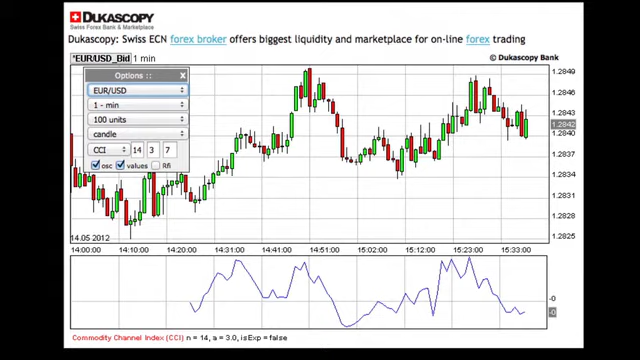 DUKASCOPY
Swiss Forex Bank & Marketplace
Dukascopy: Swiss ECN forex broker offers biggest liquidity and marketplace for on-line forex trading
© Dukascopy Bank
'EUR/USD_Bid 1 min
Options :: x
EUR/USD
1 - min
100 units
candle
CCI 14 3 7
osc values Rfi
1.2849
1.2846
1.2843
1.2842
1.2840
1.2837
1.2834
1.2831
1.2828
1.2825
14.05 2012
14:00:00 14:10:00 14:20:00 14:31:00 14:41:00 14:51:00 15:02:00 15:12:00 15:23:00 15:33:00
-0
-0
Commodity Channel Index (CCI) n = 14, a = 3.0, isExp = false